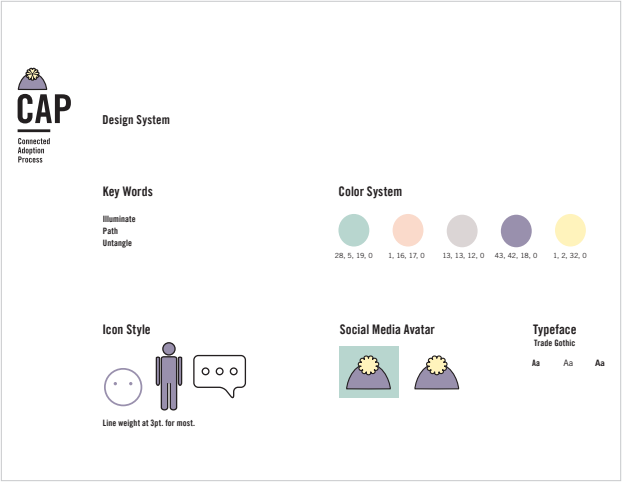 CAP
Connected
Adoption
Process
Design System
Key Words
Illuminate
Path
Untangle
Color System
28, 5, 19, 0
1, 16, 17, 0
13, 13, 12, 0
43, 42, 18, 0
1, 2, 32, 0
Icon Style
Line weight at 3pt. for most.
Social Media Avatar
Typeface
Trade Gothic
Aa
Aa
Aa